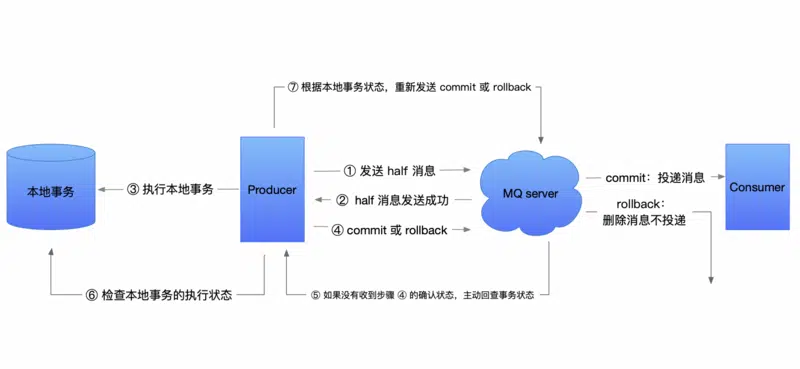 ⑦ 根据本地事务状态，重新发送 commit 或 rollback
本地事务
③ 执行本地事务
Producer
① 发送 half 消息
② half 消息发送成功
④ commit 或 rollback
MQ server
commit：投递消息
rollback：
删除消息不投递
Consumer
⑥ 检查本地事务的执行状态
⑤ 如果没有收到步骤 ④ 的确认状态，主动回查事务状态